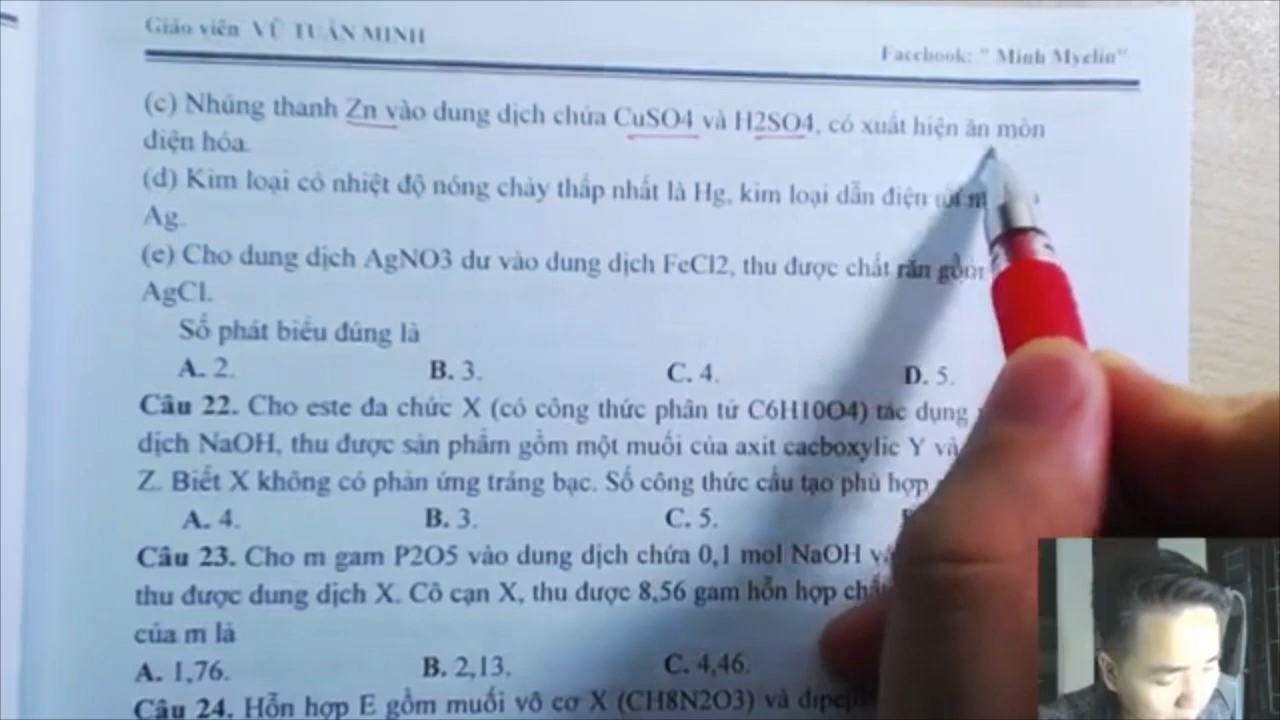 Giáo viên VŨ TUẤN MINH
Facebook: " Minh Myelin"
(c) Nhúng thanh Zn vào dung dịch chứa CuSO4 và H2SO4, có xuất hiện ăn mòn
điện hóa.
(d) Kim loại có nhiệt độ nóng chảy thấp nhất là Hg, kim loại dẫn điện tốt
Ag.
(e) Cho dung dịch AgNO3 dư vào dung dịch FeCl2, thu được chất rắn gồm
AgCl.
Số phát biểu đúng là
A. 2. B. 3. C. 4. D. 5.
Câu 22. Cho este đa chức X (có công thức phân tử C6H10O4) tác dụng
dịch NaOH, thu được sản phẩm gồm một muối của axit cacboxylic Y và
Z. Biết X không có phản ứng tráng bạc. Số công thức cấu tạo phù hợp
A. 4. B. 3. C. 5.
Câu 23. Cho m gam P2O5 vào dung dịch chứa 0,1 mol NaOH
thu được dung dịch X. Cô cạn X, thu được 8,56 gam hỗn hợp
của m là
A. 1,76. B. 2,13. C. 4,46.
Câu 24. Hỗn hợp E gồm muối vô cơ X (CH8N2O3) và